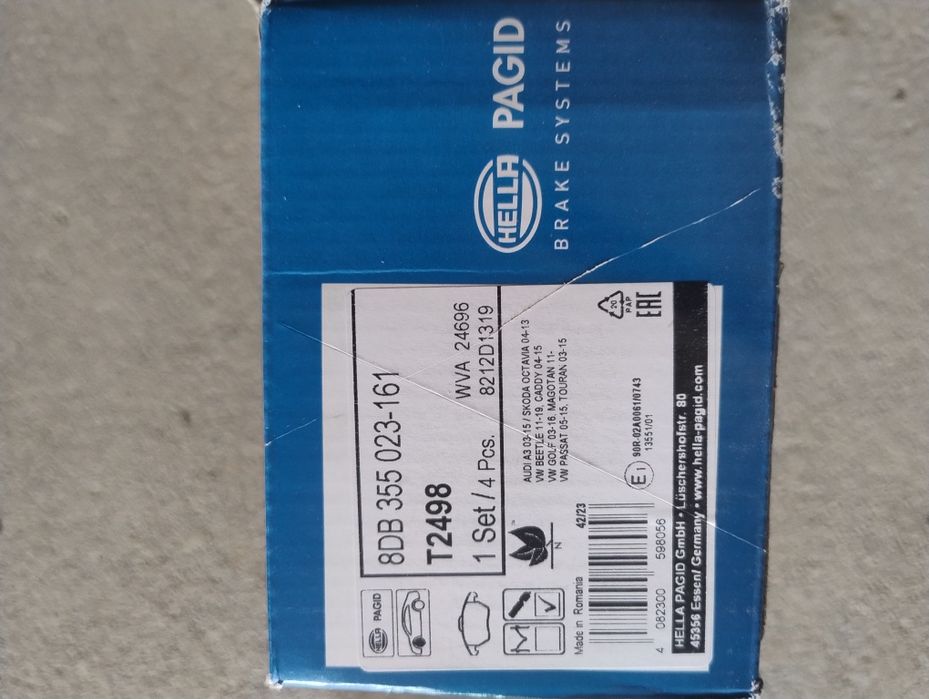 HELLA PAGID
BRAKE SYSTEMS
HELLA PAGID
8DB 355 023-161
T2498
WVA 24696
1 Set / 4 Pcs.
8212D1319
N
AUDI A3 03-15 / SKODA OCTAVIA 04-13
VW BEETLE 11-19, CADDY 04-15
VW GOLF 03-16, MAGOTAN 11-
VW PASSAT 05-15, TOURAN 03-15
Made in Romania
42/23
4 082300 598056
E1
90R-02A0061/0743
13551/01
20
PAP
EAC
HELLA PAGID GmbH • Lüschershofstr. 80
45356 Essen/ Germany • www.hella-pagid.com